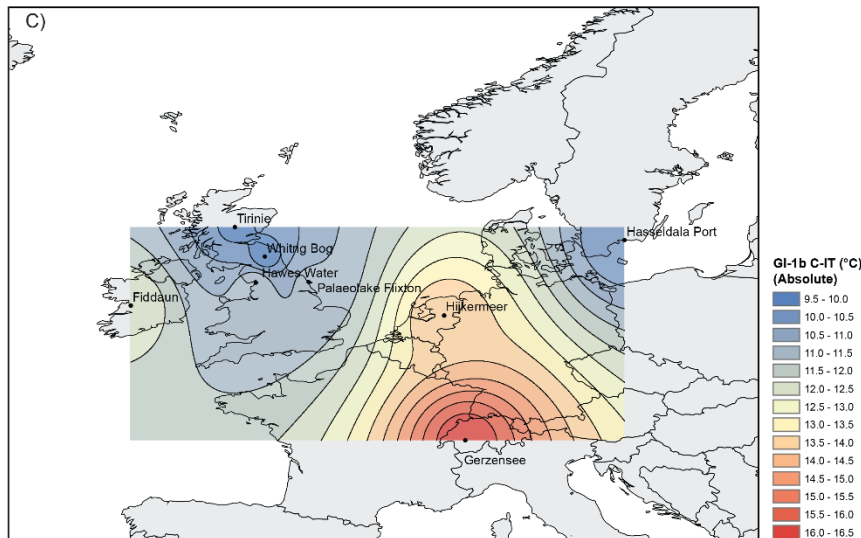 C)
Tirinie
Hasseldala Port
Whitrig Bog
Hawes Water
Palaeolake Flixton
Fiddaun
Hijkermeer
Gerzensee
GI-1b C-IT (°C)
(Absolute)
9.5 - 10.0
10.0 - 10.5
10.5 - 11.0
11.0 - 11.5
11.5 - 12.0
12.0 - 12.5
12.5 - 13.0
13.0 - 13.5
13.5 - 14.0
14.0 - 14.5
14.5 - 15.0
15.0 - 15.5
15.5 - 16.0
16.0 - 16.5